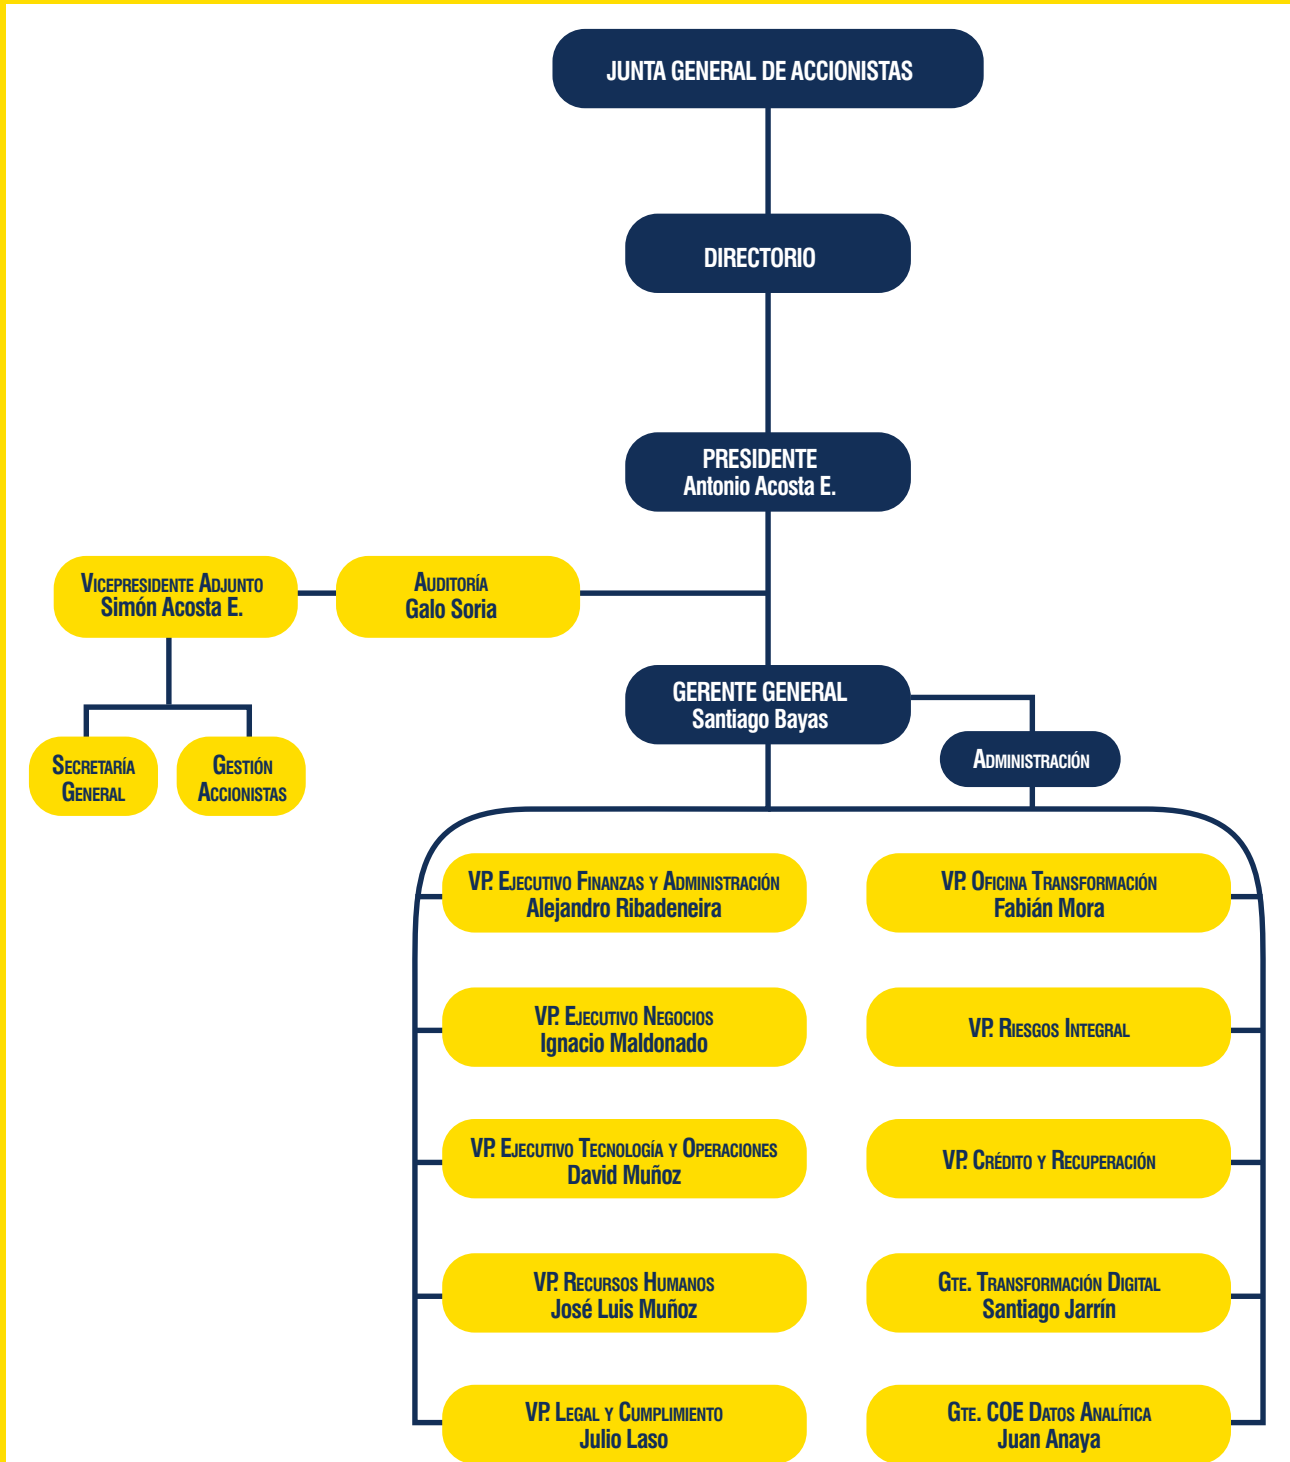 JUNTA GENERAL DE ACCIONISTAS
DIRECTORIO
PRESIDENTE
Antonio Acosta E.
Vicepresidente Adjunto
Simón Acosta E.
Auditoría
Galo Soria
GERENTE GENERAL
Santiago Bayas
Administración
Secretaría
General
Gestión
Accionistas
VP. Ejecutivo Finanzas y Administración
Alejandro Ribadeneira
VP. Oficina Transformación
Fabián Mora
VP. Ejecutivo Negocios
Ignacio Maldonado
VP. Riesgos Integral
VP. Ejecutivo Tecnología y Operaciones
David Muñoz
VP. Crédito y Recuperación
VP. Recursos Humanos
José Luis Muñoz
Gte. Transformación Digital
Santiago Jarrín
VP. Legal y Cumplimiento
Julio Laso
Gte. COE Datos Analítica
Juan Anaya